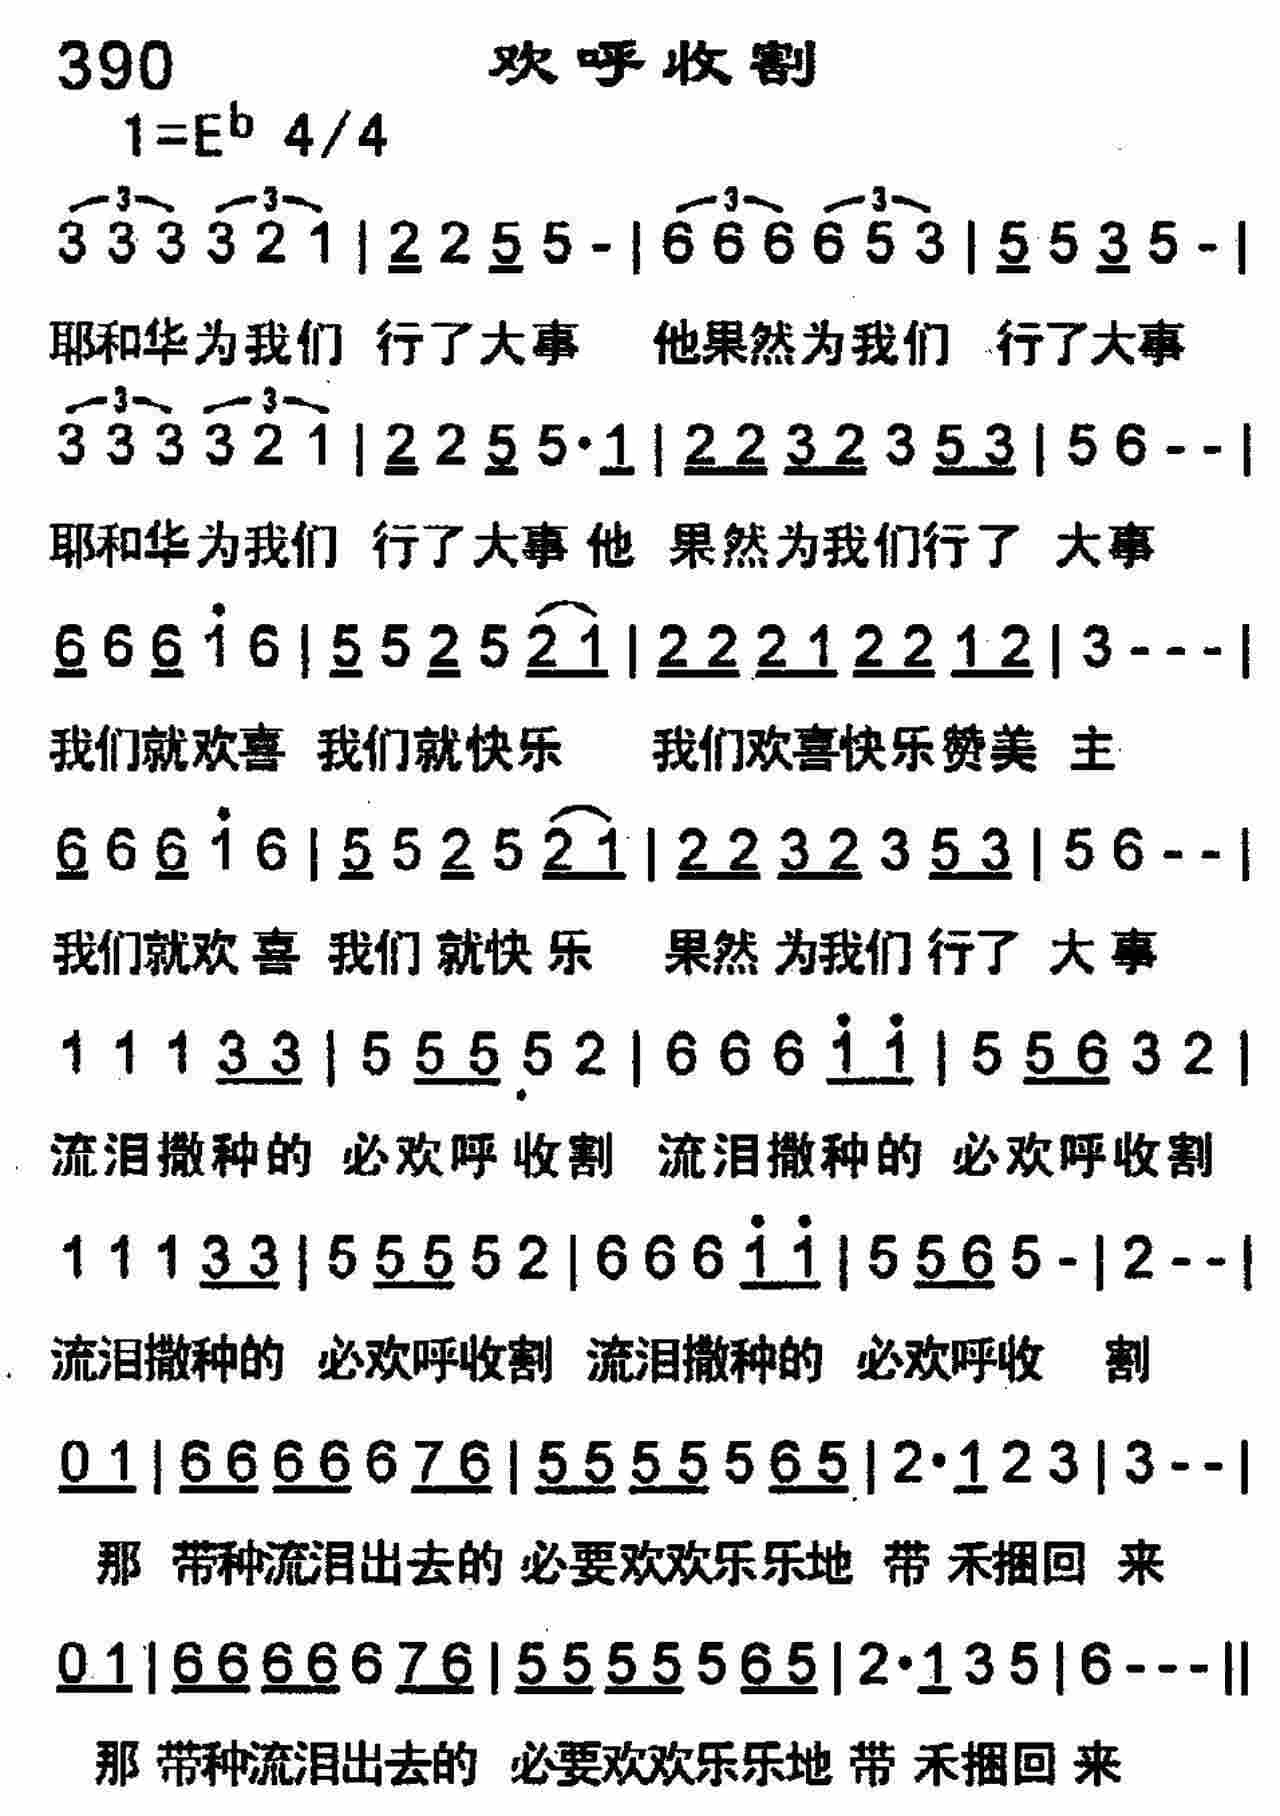 390 欢呼收割
1=E♭ 4/4
3 3 3 3 2 1 | 2 2 5 5 - | 6 6 6 6 5 3 | 5 5 3 5 - |
耶和华为我们 行了大事 他果然为我们 行了大事
3 3 3 3 2 1 | 2 2 5 5 · 1 | 2 2 3 2 3 5 3 | 5 6 - - |
耶和华为我们 行了大事 他 果然为我们行了 大事
6 6 6 i 6 | 5 5 2 5 2 1 | 2 2 2 1 2 2 1 2 | 3 - - - |
我们就欢喜 我们就快乐 我们欢喜快乐赞美 主
6 6 6 i 6 | 5 5 2 5 2 1 | 2 2 3 2 3 5 3 | 5 6 - - |
我们就欢喜 我们就快乐 果然为我们行了 大事
1 1 1 3 3 | 5 5 5 5 2 | 6 6 6 i i | 5 5 6 3 2 |
流泪撒种的 必欢呼收割 流泪撒种的 必欢呼收割
1 1 1 3 3 | 5 5 5 5 2 | 6 6 6 i i | 5 5 6 5 - | 2 - - |
流泪撒种的 必欢呼收割 流泪撒种的 必欢呼收 割
0 1 | 6 6 6 6 6 7 6 | 5 5 5 5 5 6 5 | 2 · 1 2 3 | 3 - - |
那 带种流泪出去的 必要欢欢乐乐地 带 禾捆回 来
0 1 | 6 6 6 6 6 7 6 | 5 5 5 5 5 6 5 | 2 · 1 3 5 | 6 - - - ||
那 带种流泪出去的 必要欢欢乐乐地 带 禾捆回 来